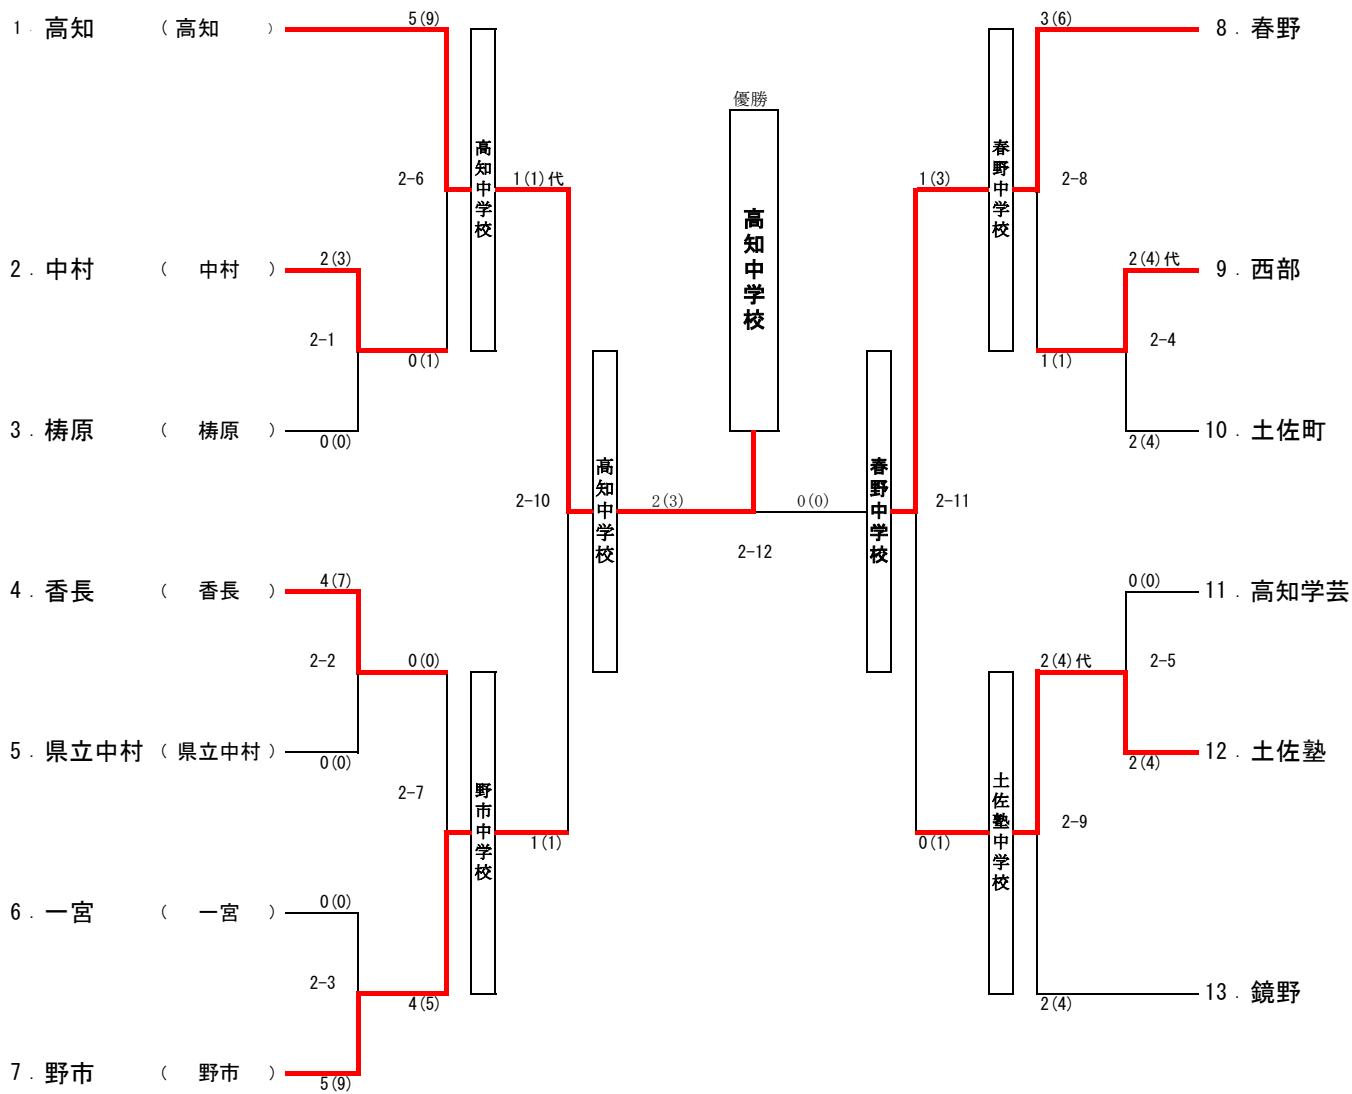 優勝
高知中学校
1 . 高知 ( 高知 )
5(9)
2-6
高知中学校
1(1)代
2 . 中村 ( 中村 )
2(3)
2-1
0(1)
3 . 梼原 ( 梼原 )
0(0)
2-10
高知中学校
2(3)
2-12
4 . 香長 ( 香長 )
4(7)
2-2
0(0)
5 . 県立中村 ( 県立中村 )
0(0)
2-7
野市中学校
1(1)
6 . 一宮 ( 一宮 )
0(0)
2-3
4(5)
7 . 野市 ( 野市 )
5(9)
3(6)
8 . 春野
春野中学校
1(3)
2-8
2(4)代
9 . 西部
2-4
1(1)
2(4)
10 . 土佐町
0(0)
春野中学校
2-11
0(0)
11 . 高知学芸
2(4)代
2-5
2(4)
12 . 土佐塾
土佐塾中学校
0(1)
2-9
2(4)
13 . 鏡野